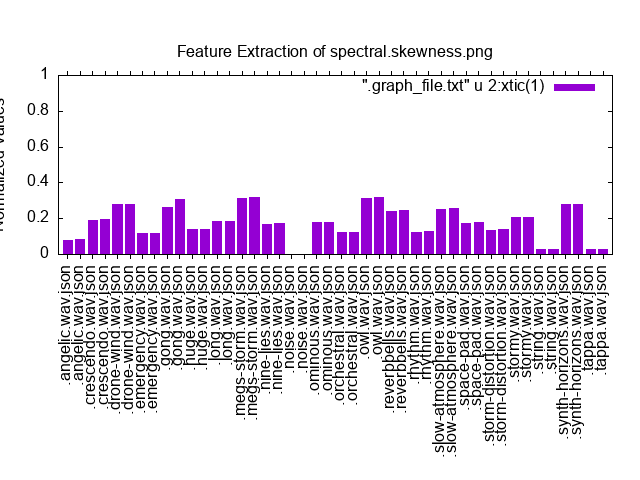 Feature Extraction of spectral.skewness.png
Normalized Values
".graph_file.txt" u 2:xtic(1)
1
0.8
0.6
0.4
0.2
0
.angelic.wav.json
.angelic.wav.json
.crescendo.wav.json
.crescendo.wav.json
.drone-wind.wav.json
.drone-wind.wav.json
.emergency.wav.json
.emergency.wav.json
.gong.wav.json
.gong.wav.json
.huge.wav.json
.huge.wav.json
.long.wav.json
.long.wav.json
.megs-storm.wav.json
.megs-storm.wav.json
.nine-lies.wav.json
.nine-lies.wav.json
.noise.wav.json
.noise.wav.json
.ominous.wav.json
.ominous.wav.json
.orchestral.wav.json
.orchestral.wav.json
.owl.wav.json
.owl.wav.json
.reverbbells.wav.json
.reverbbells.wav.json
.rhythm.wav.json
.rhythm.wav.json
.slow-atmosphere.wav.json
.slow-atmosphere.wav.json
.space-pad.wav.json
.space-pad.wav.json
.storm-distortion.wav.json
.storm-distortion.wav.json
.stormy.wav.json
.stormy.wav.json
.string.wav.json
.string.wav.json
.synth-horizons.wav.json
.synth-horizons.wav.json
.tappa.wav.json
.tappa.wav.json